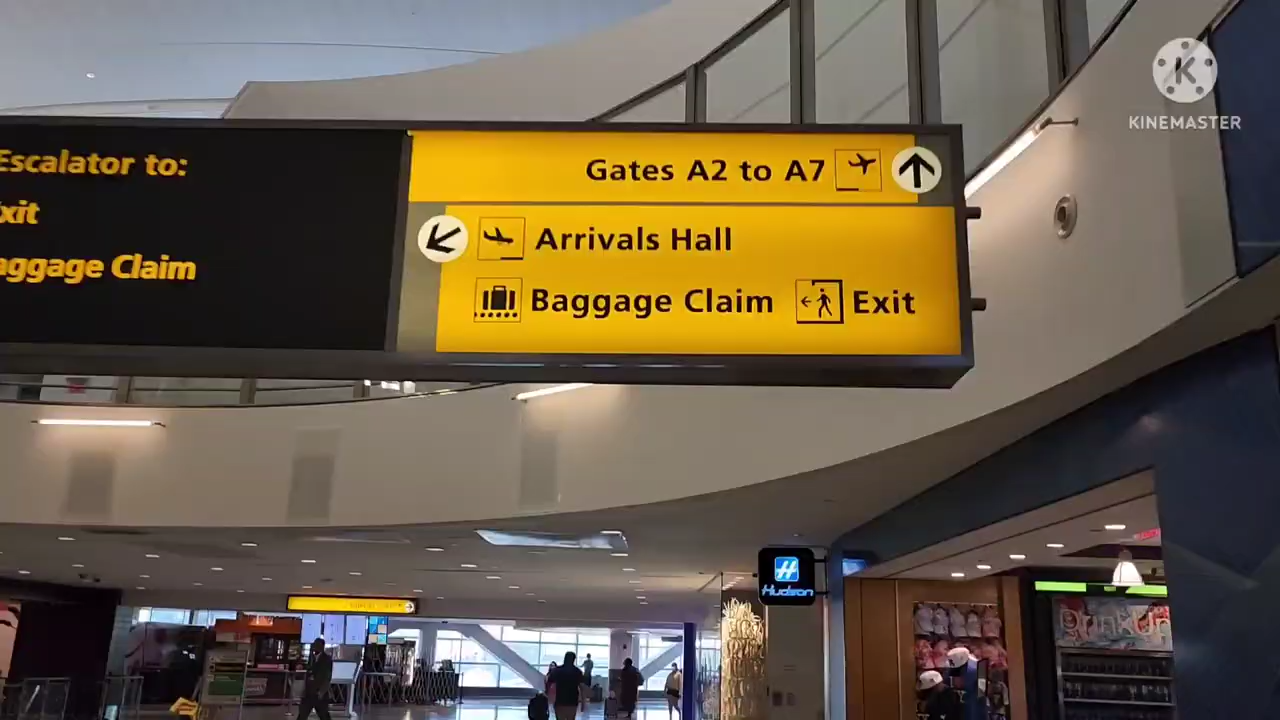 Escalator to:
xit
aggage Claim
Gates A2 to A7
Arrivals Hall
Baggage Claim Exit
K
KINEMASTER
H
Hudson